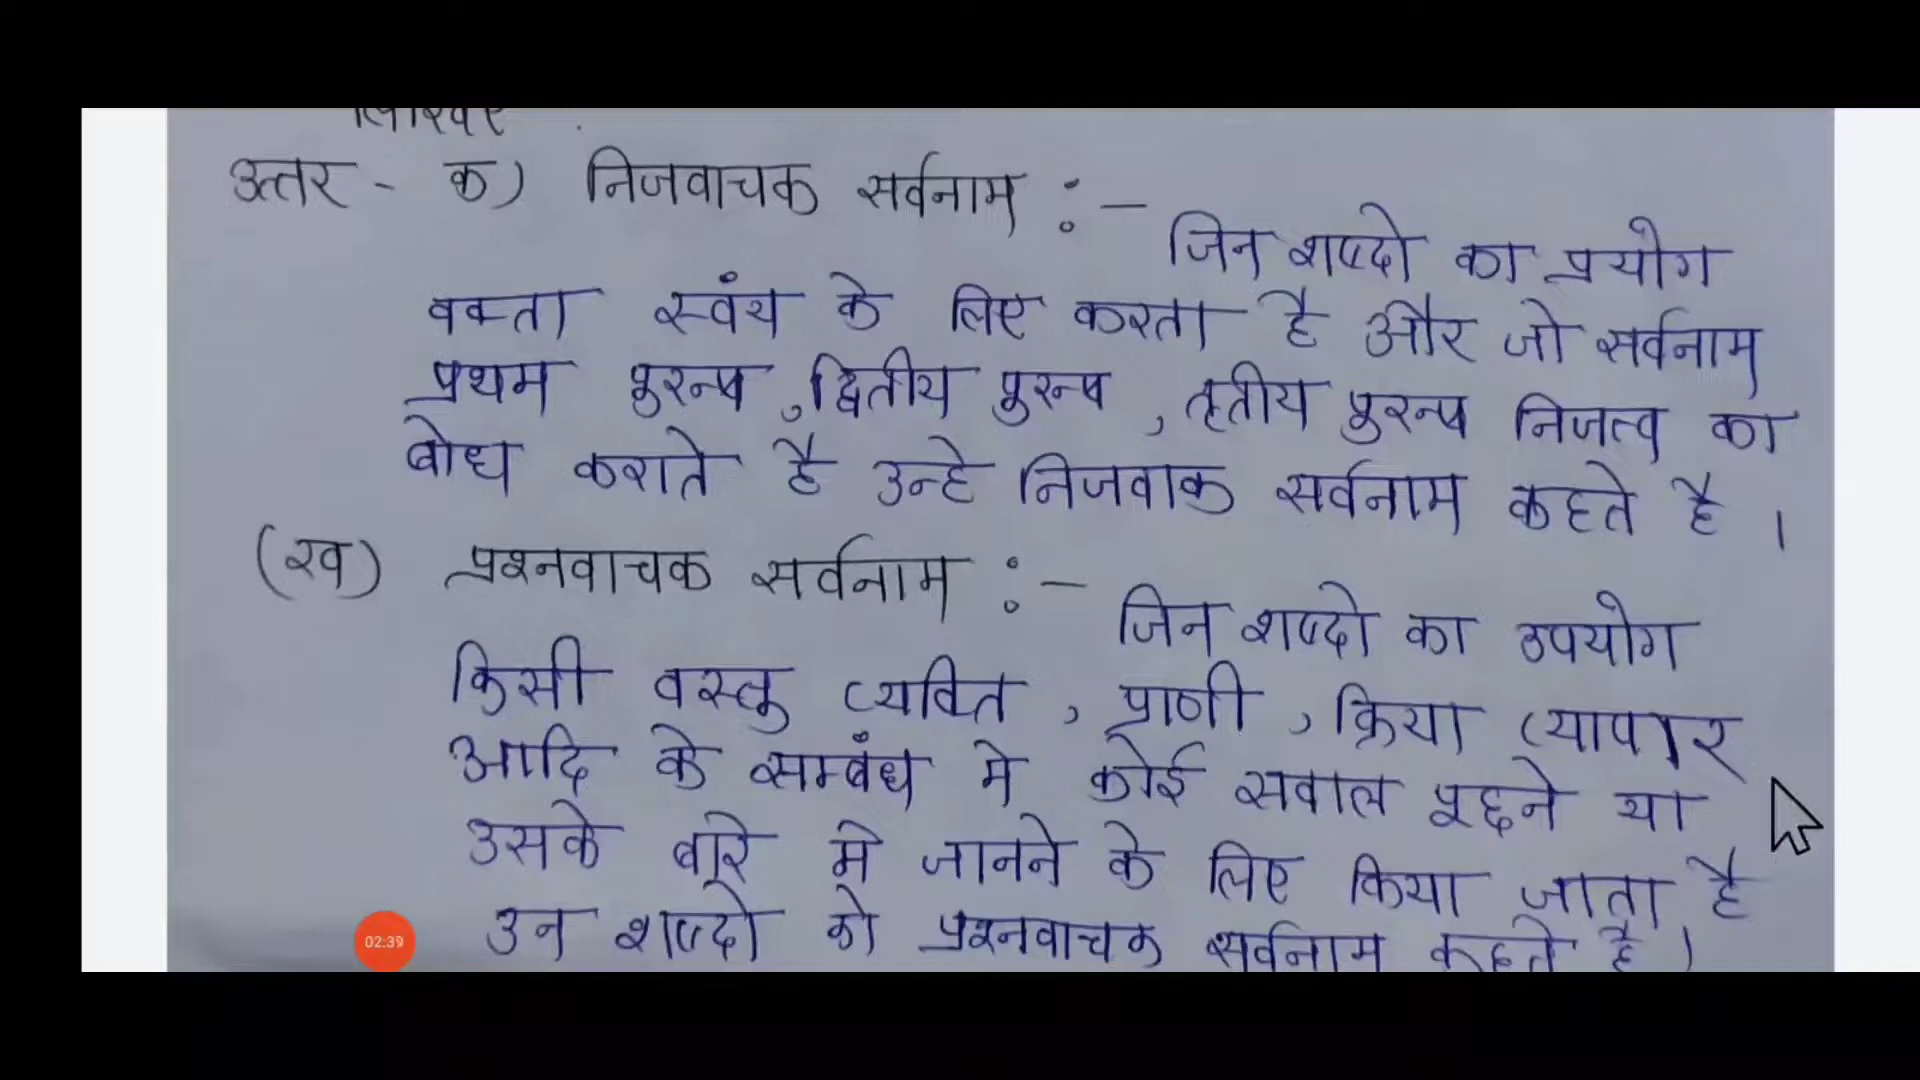 लिखिए
उत्तर - क) निजवाचक सर्वनाम :-
जिन शब्दो का प्रयोग
वक्ता स्वंय के लिए करता है और जो सर्वनाम
प्रथम पुरूष , द्वितीय पुरूष , तृतीय पुरूष निजत्व का
बोध कराते है उन्हे निजवाक सर्वनाम कहते है ।
(ख) प्रश्नवाचक सर्वनाम :-
जिन शब्दो का उपयोग
किसी वस्तु व्यक्ति , प्राणी , क्रिया व्यापार
आदि के सम्बंध मे कोई सवाल पूछने या
उसके बारे मे जानने के लिए किया जाता है
उन शब्दो को प्रश्नवाचक सर्वनाम कहते है ।
02:39